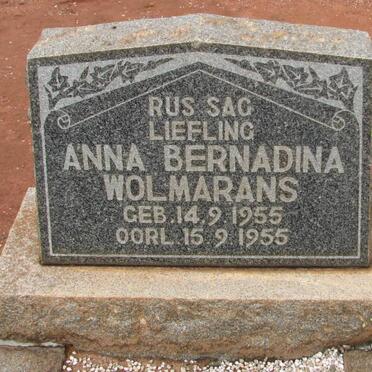 RUS SAG
LIEFLING
ANNA BERNADINA
WOLMARANS
GEB. 14.9.1955
OORL. 15.9.1955